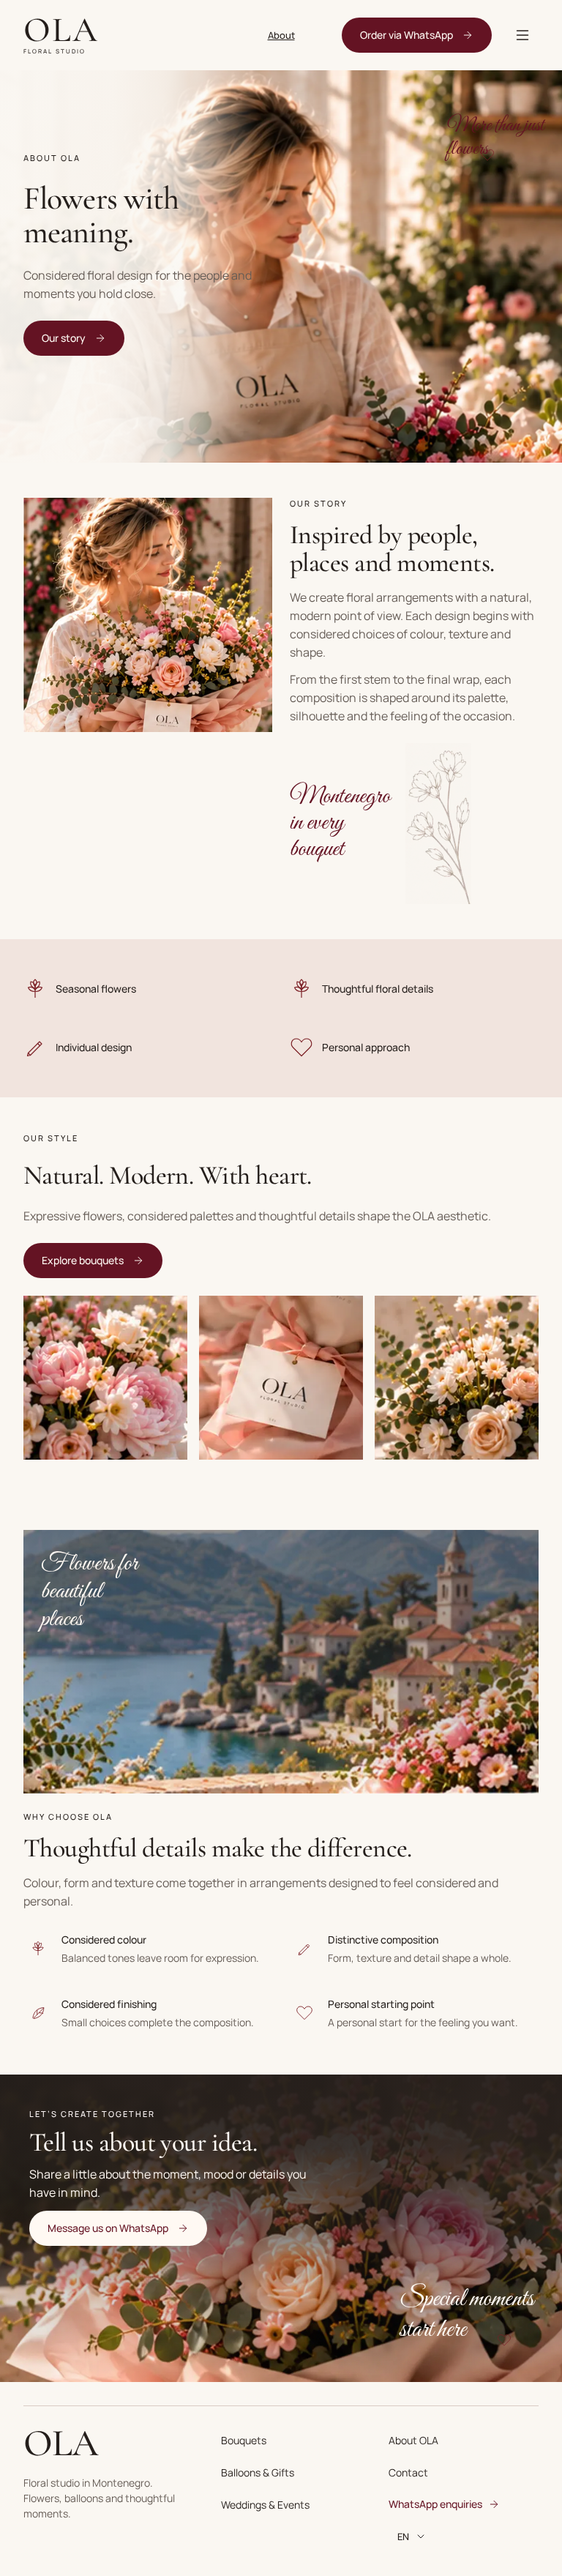 OLA
FLORAL STUDIO
About
Order via WhatsApp
More than just
flowers
ABOUT OLA
Flowers with
meaning.
Considered floral design for the people and
moments you hold close.
Our story
OLA
FLORAL STUDIO
OUR STORY
Inspired by people,
places and moments.
We create floral arrangements with a natural,
modern point of view. Each design begins with
considered choices of colour, texture and
shape.
From the first stem to the final wrap, each
composition is shaped around its palette,
silhouette and the feeling of the occasion.
OLA
Montenegro
in every
bouquet
Seasonal flowers
Thoughtful floral details
Individual design
Personal approach
OUR STYLE
Natural. Modern. With heart.
Expressive flowers, considered palettes and thoughtful details shape the OLA aesthetic.
Explore bouquets
OLA
FLORAL STUDIO
Flowers for
beautiful
places
WHY CHOOSE OLA
Thoughtful details make the difference.
Colour, form and texture come together in arrangements designed to feel considered and
personal.
Considered colour
Balanced tones leave room for expression.
Distinctive composition
Form, texture and detail shape a whole.
Considered finishing
Small choices complete the composition.
Personal starting point
A personal start for the feeling you want.
LET'S CREATE TOGETHER
Tell us about your idea.
Share a little about the moment, mood or details you
have in mind.
Message us on WhatsApp
Special moments
start here
OLA
Floral studio in Montenegro.
Flowers, balloons and thoughtful
moments.
Bouquets
Balloons & Gifts
Weddings & Events
About OLA
Contact
WhatsApp enquiries
EN